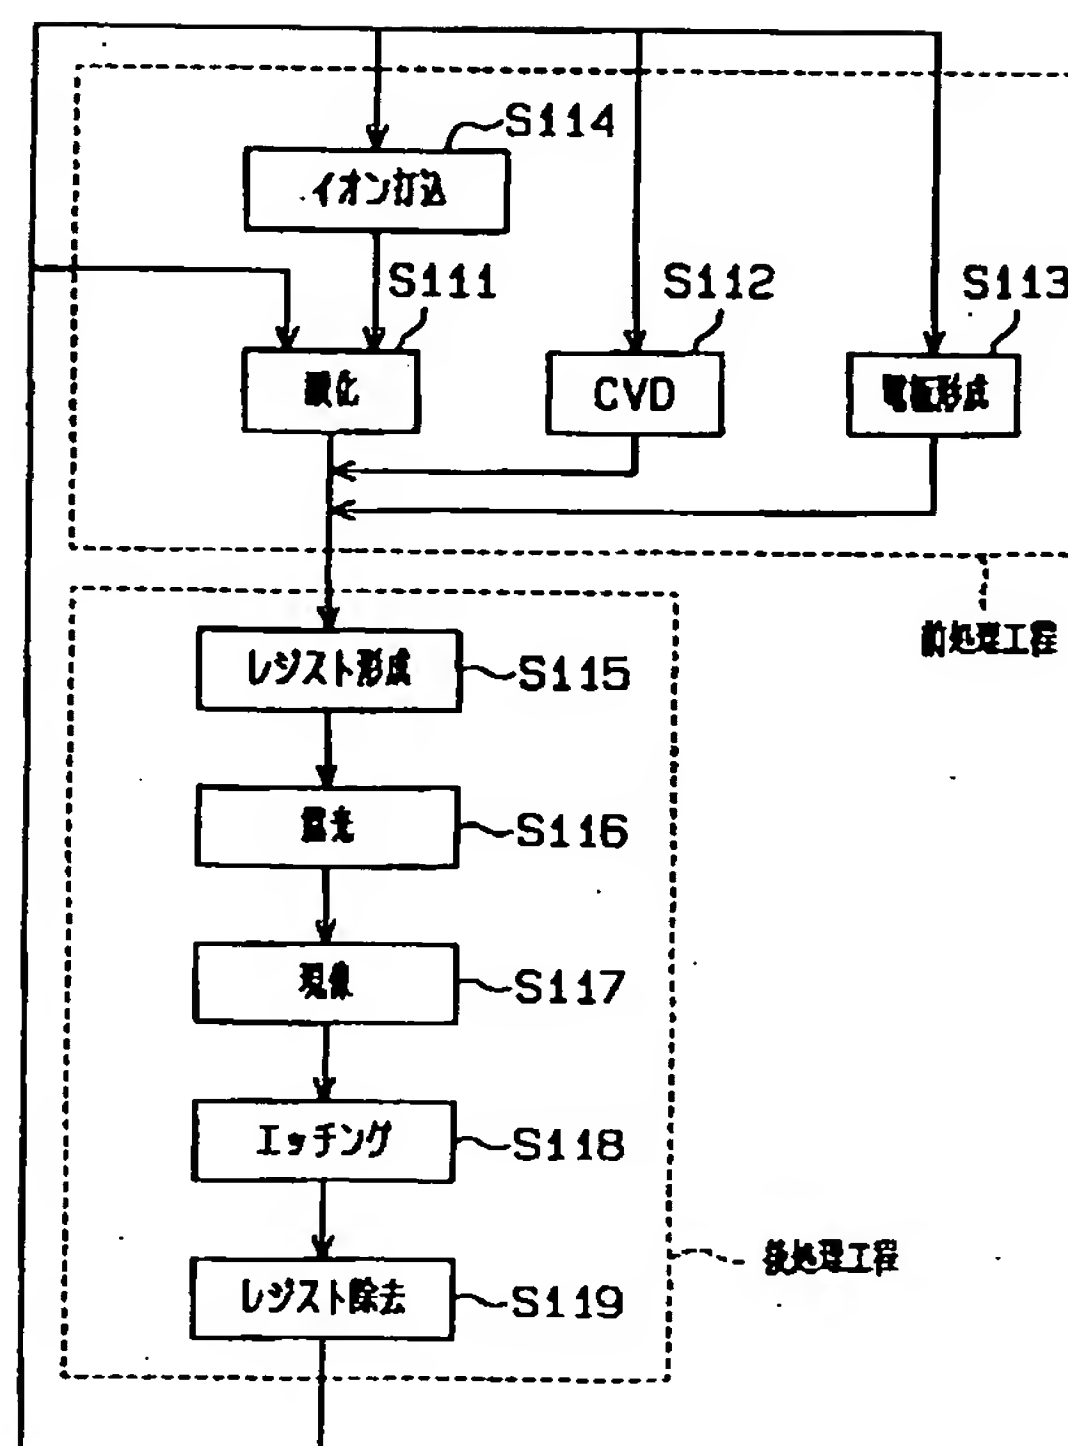 S114
イオン打込
S111
酸化
S112
CVD
S113
電極形成
前処理工程
レジスト形成
S115
露光
S116
現像
S117
エッチング
S118
後処理工程
レジスト除去
S119